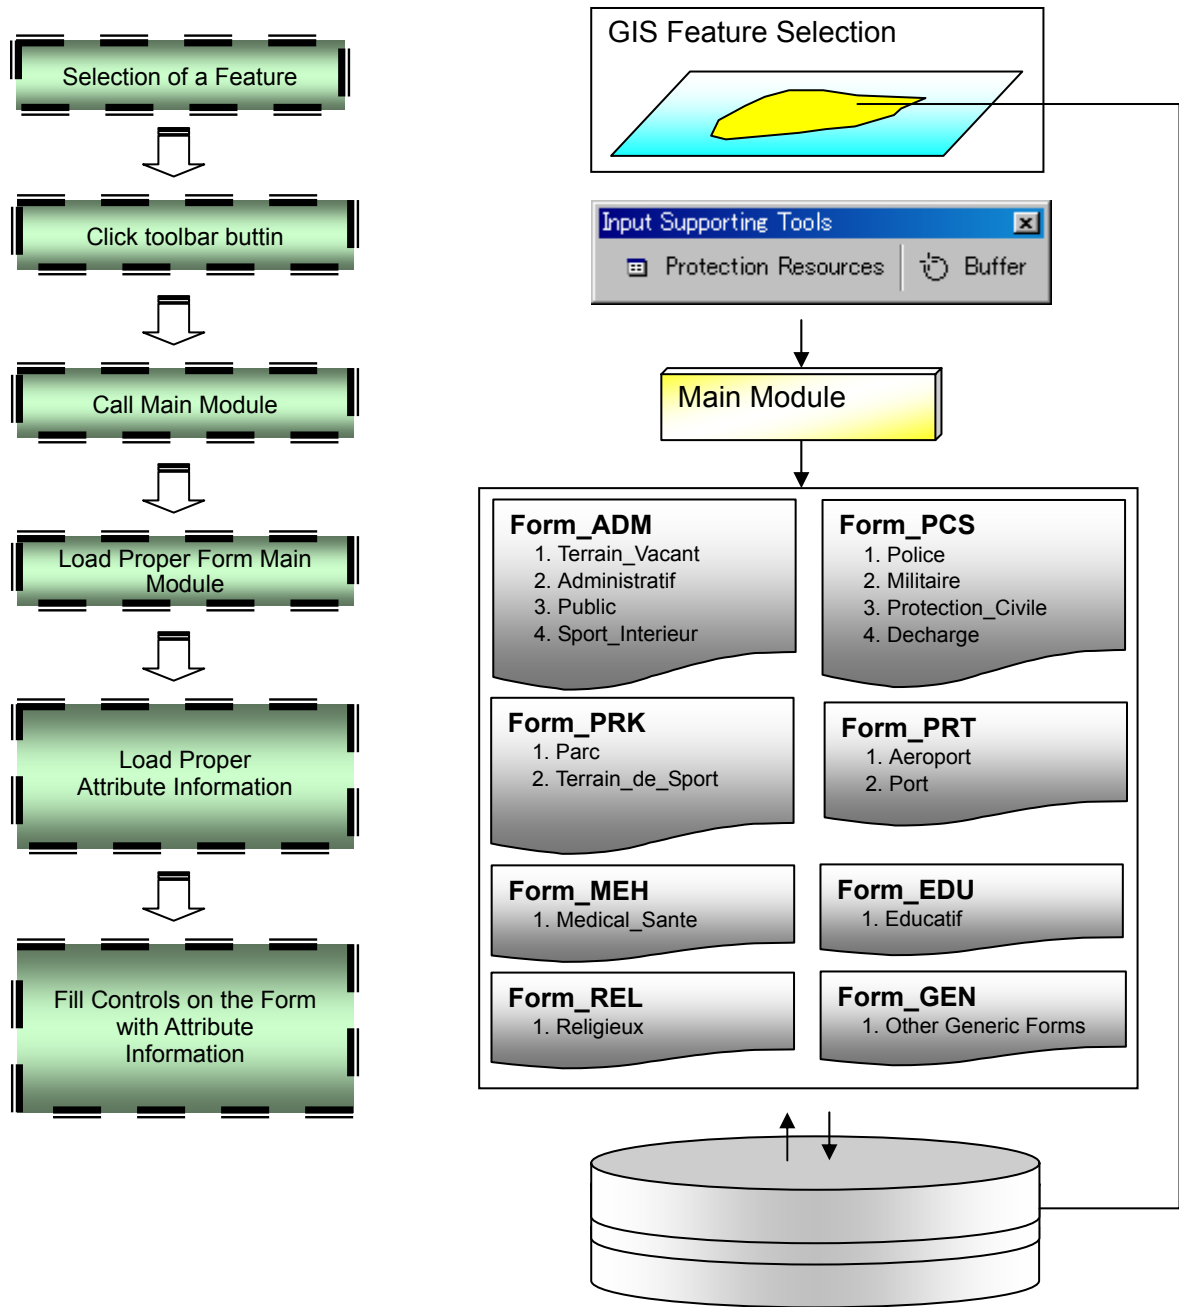 Selection of a Feature
Click toolbar buttin
Call Main Module
Load Proper Form Main
Module
Load Proper
Attribute Information
Fill Controls on the Form
with Attribute
Information
GIS Feature Selection
Input Supporting Tools
Protection Resources
Buffer
Main Module
Form_ADM
1. Terrain_Vacant
2. Administratif
3. Public
4. Sport_Interieur
Form_PCS
1. Police
2. Militaire
3. Protection_Civile
4. Decharge
Form_PRK
1. Parc
2. Terrain_de_Sport
Form_PRT
1. Aeroport
2. Port
Form_MEH
1. Medical_Sante
Form_EDU
1. Educatif
Form_REL
1. Religieux
Form_GEN
1. Other Generic Forms